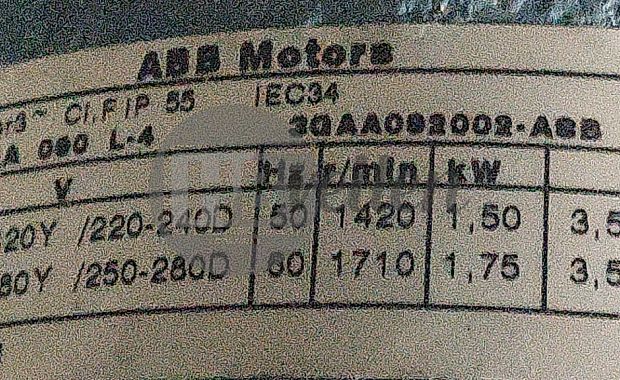 ABB Motors
Cl.F IP 55 IEC34
090 L-4 3GAA092002-ASB
V Hz r/min kW
20Y /220-240D 50 1420 1,50 3,5
80Y /250-280D 60 1710 1,75 3,5